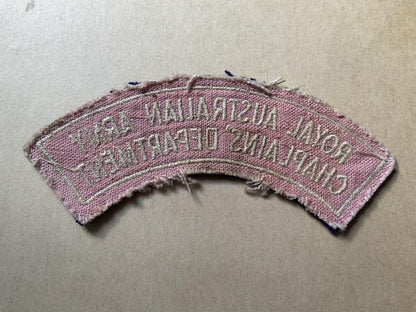 ROYAL AUSTRALIAN ARMY
CHAPLAINS' DEPARTMENT